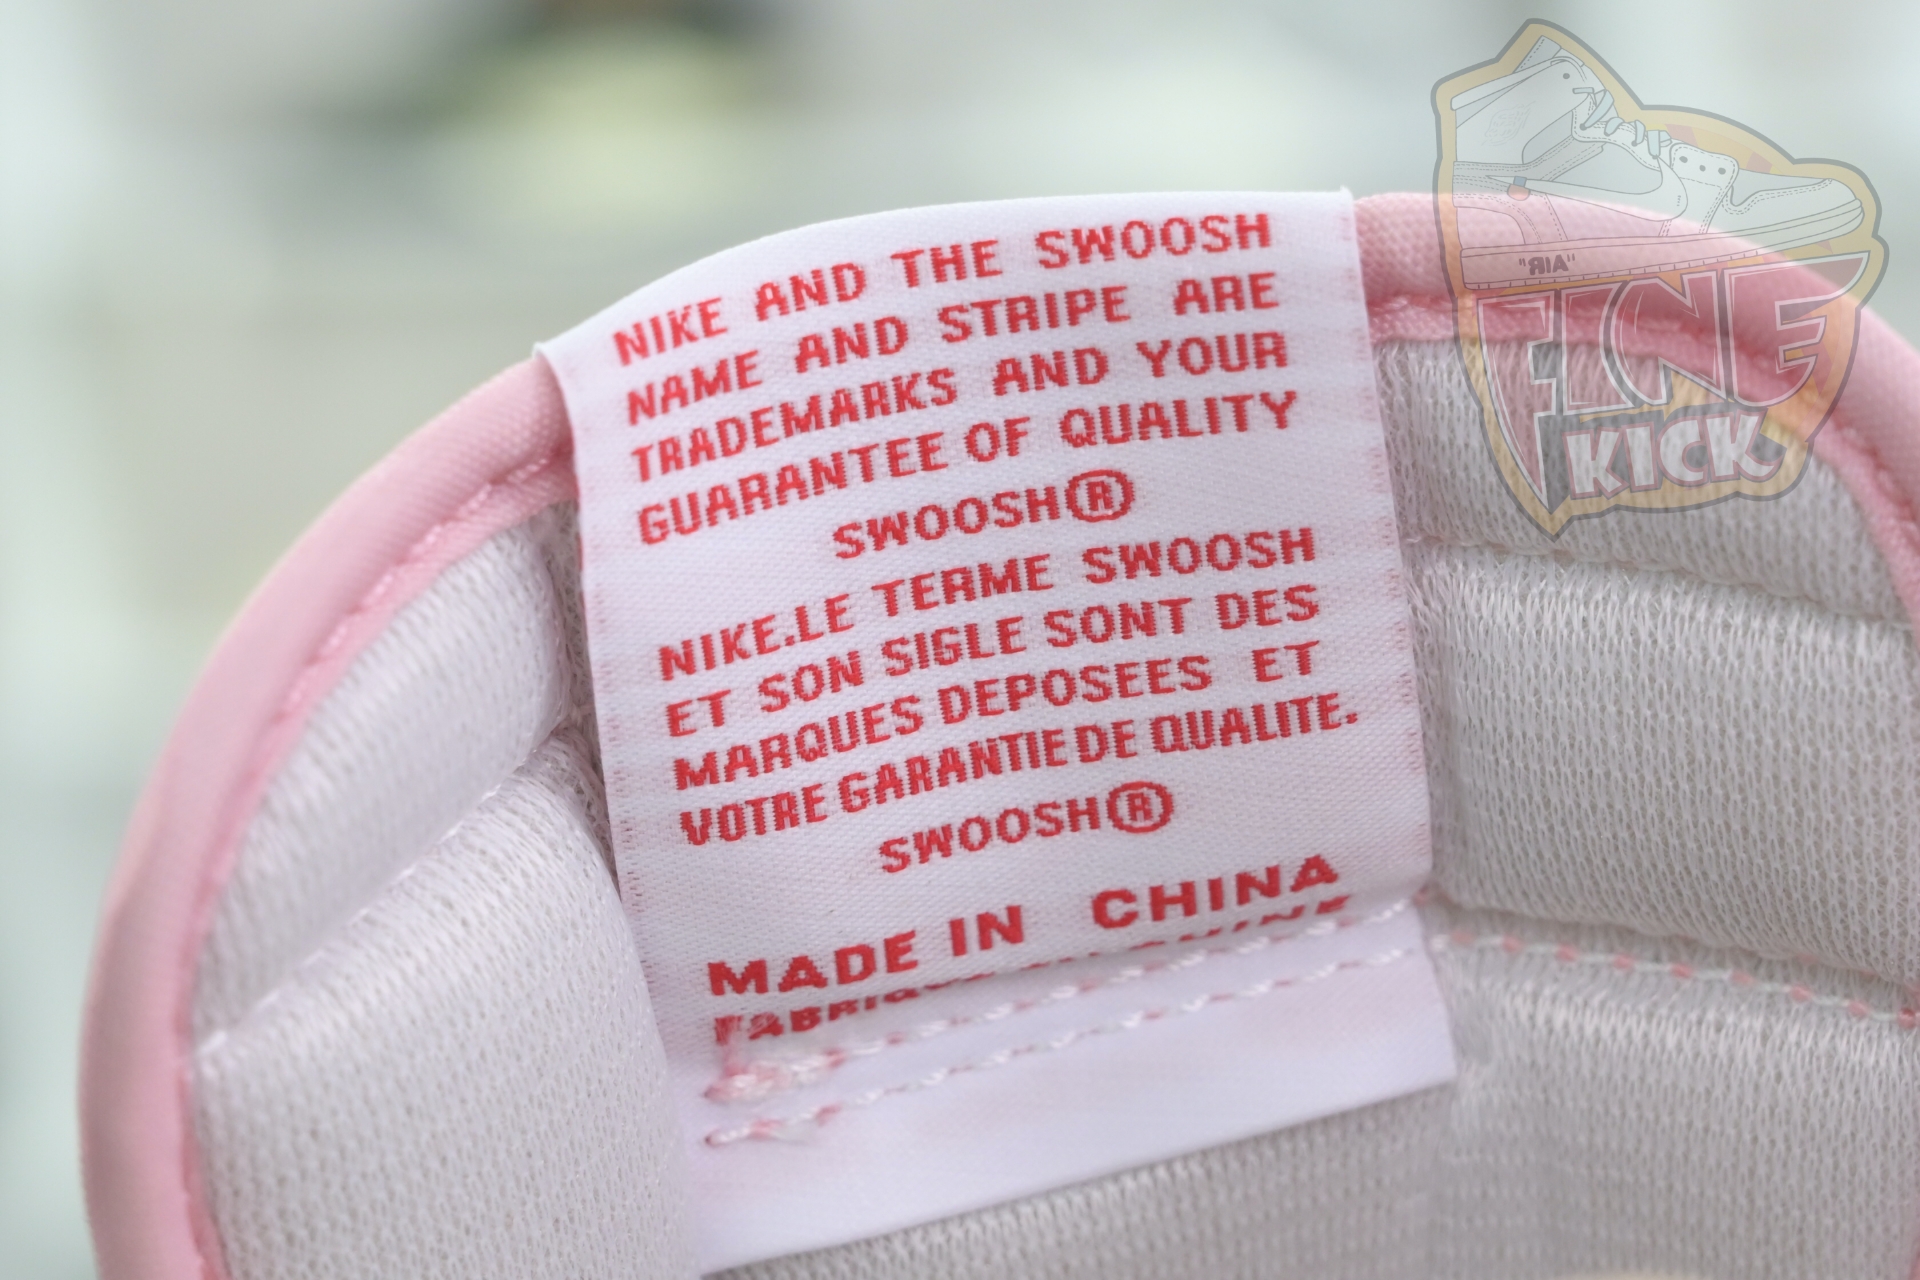 NIKE AND THE SWOOSH
NAME AND STRIPE ARE
TRADEMARKS AND YOUR
GUARANTEE OF QUALITY
SWOOSH®
NIKE.LE TERME SWOOSH
ET SON SIGLE SONT DES
MARQUES DEPOSEES ET
VOTRE GARANTIE DE QUALITE.
SWOOSH®
MADE IN CHINA
"AIR"
FINE
KICK